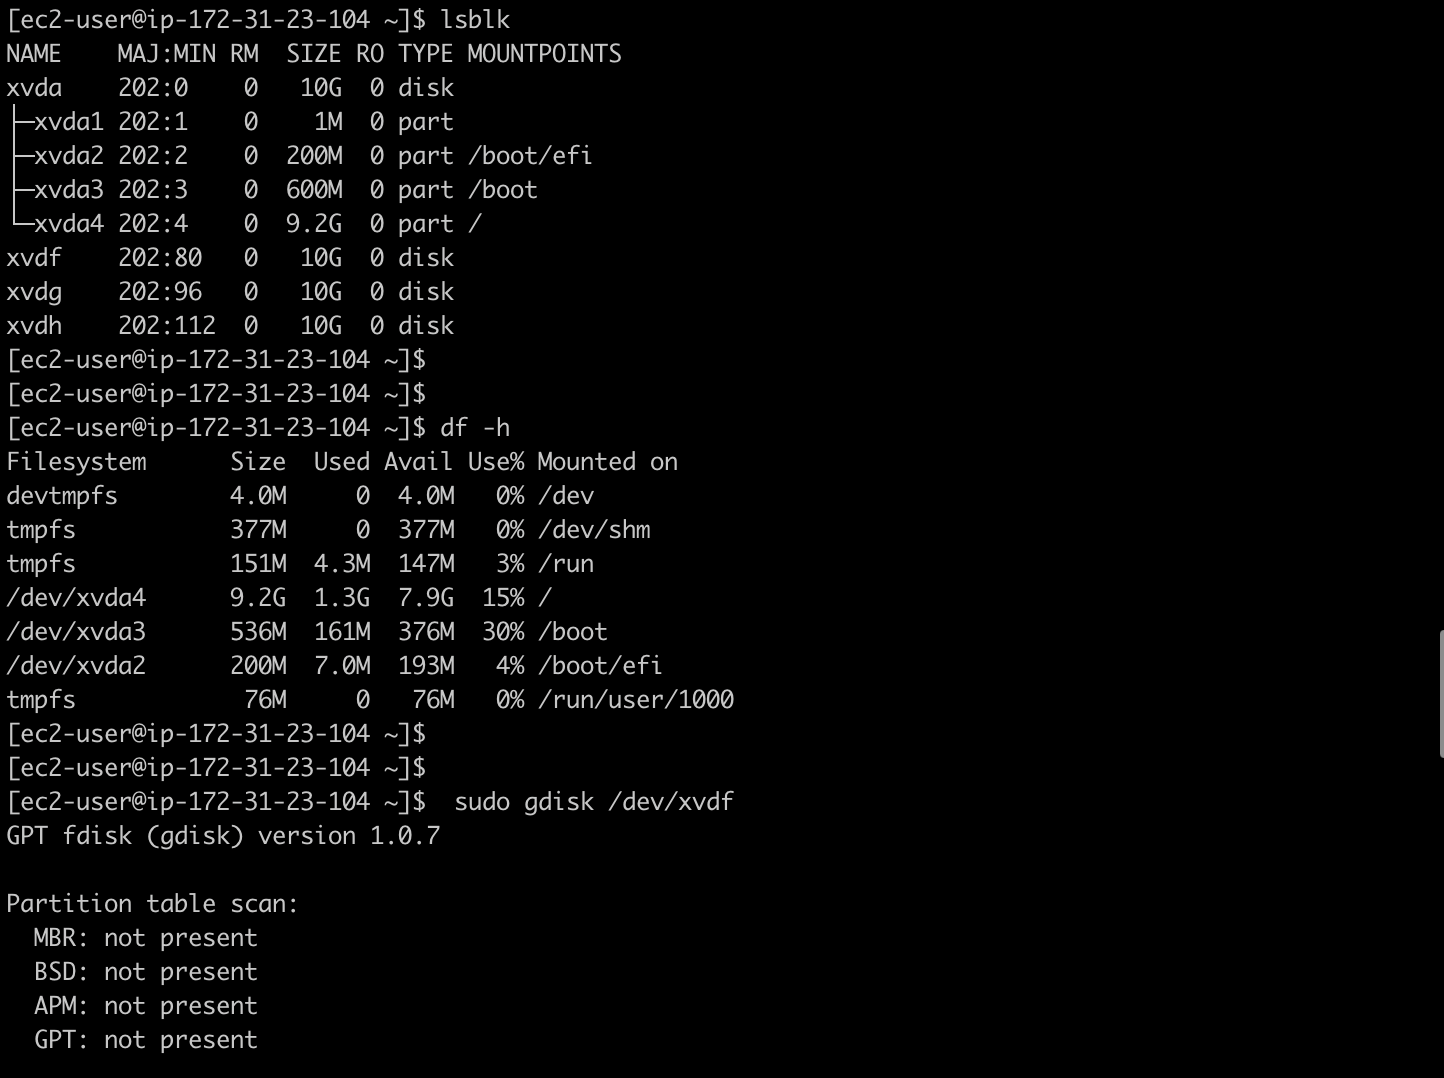 [ec2-user@ip-172-31-23-104 ~]$ lsblk
NAME    MAJ:MIN RM  SIZE RO TYPE MOUNTPOINTS
xvda    202:0    0   10G  0 disk
├─xvda1 202:1    0    1M  0 part
├─xvda2 202:2    0  200M  0 part /boot/efi
├─xvda3 202:3    0  600M  0 part /boot
└─xvda4 202:4    0  9.2G  0 part /
xvdf    202:80   0   10G  0 disk
xvdg    202:96   0   10G  0 disk
xvdh    202:112  0   10G  0 disk
[ec2-user@ip-172-31-23-104 ~]$
[ec2-user@ip-172-31-23-104 ~]$
[ec2-user@ip-172-31-23-104 ~]$ df -h
Filesystem      Size  Used Avail Use% Mounted on
devtmpfs        4.0M     0  4.0M   0% /dev
tmpfs           377M     0  377M   0% /dev/shm
tmpfs           151M  4.3M  147M   3% /run
/dev/xvda4      9.2G  1.3G  7.9G  15% /
/dev/xvda3      536M  161M  376M  30% /boot
/dev/xvda2      200M  7.0M  193M   4% /boot/efi
tmpfs            76M     0   76M   0% /run/user/1000
[ec2-user@ip-172-31-23-104 ~]$
[ec2-user@ip-172-31-23-104 ~]$
[ec2-user@ip-172-31-23-104 ~]$  sudo gdisk /dev/xvdf
GPT fdisk (gdisk) version 1.0.7

Partition table scan:
  MBR: not present
  BSD: not present
  APM: not present
  GPT: not present